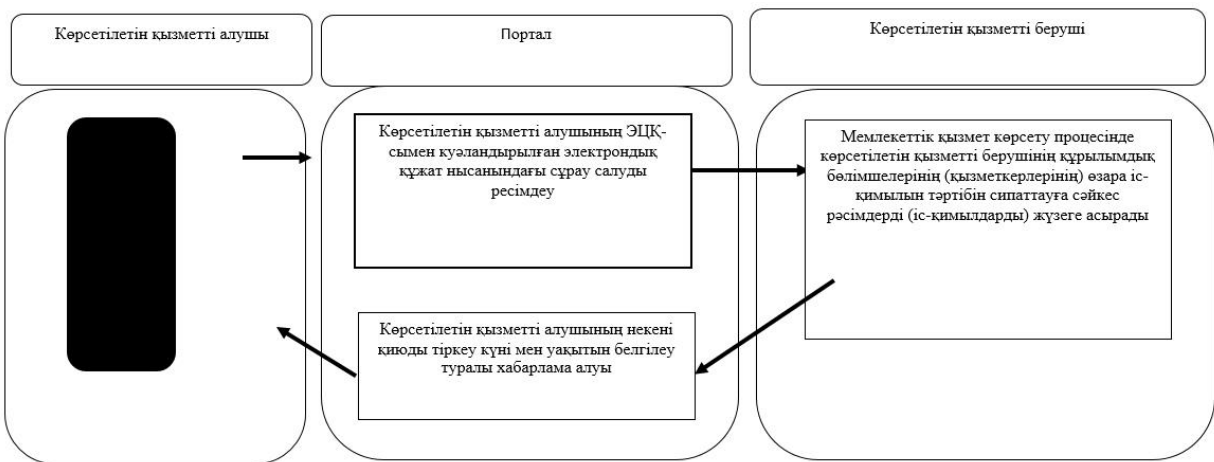 Көрсетілетін қызметті алушы
Портал
Көрсетілетін қызметті беруші
Көрсетілетін қызметті алушының ЭЦҚ-
сымен куәландырылған электрондық
құжат нысанындағы сұрау салуды
ресімдеу
Мемлекеттік қызмет көрсету процесінде
көрсетілетін қызметті берушінің құрылымдық
бөлімшелерінің (қызметкерлерінің) өзара іс-
қимылын тәртібін сипаттауға сәйкес
рәсімдерді (іс-қимылдарды) жүзеге асырады
Көрсетілетін қызметті алушының некені
қиюды тіркеу күні мен уақытын белгілеу
туралы хабарлама алуы